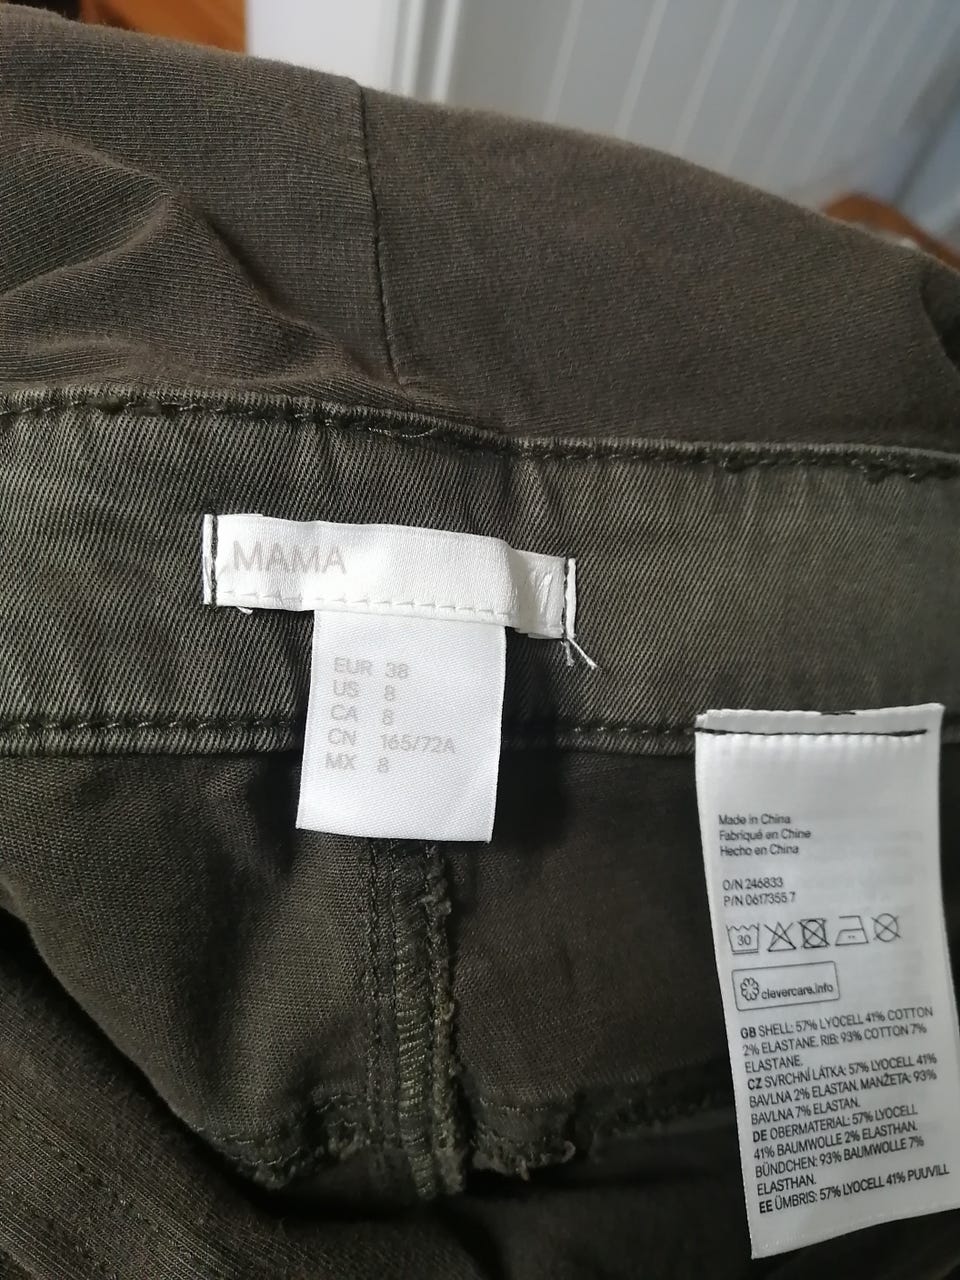 MAMA
EUR 38
US 8
CA 8
CN 165/72A
MX 8
Made in China
Fabriqué en Chine
Hecho en China
O/N 246833
P/N 0617355 7
30
clevercare.info
GB SHELL: 57% LYOCELL 41% COTTON
2% ELASTANE. RIB: 93% COTTON 7%
ELASTANE.
CZ SVRCHNÍ LÁTKA: 57% LYOCELL 41%
BAVLNA 2% ELASTAN. MANŽETA: 93%
BAVLNA 7% ELASTAN.
DE OBERMATERIAL: 57% LYOCELL
41% BAUMWOLLE 2% ELASTHAN.
BÜNDCHEN: 93% BAUMWOLLE 7%
ELASTHAN.
EE ÜMBRIS: 57% LYOCELL 41% PUUVILL